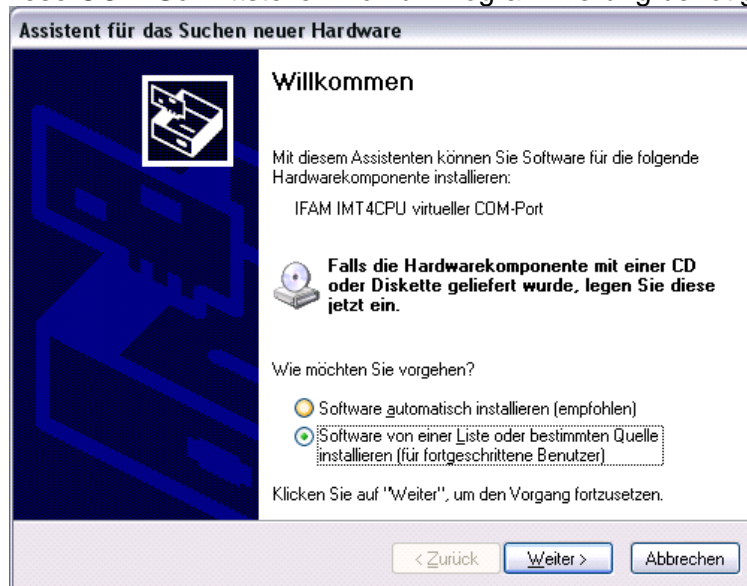 Assistent für das Suchen neuer Hardware
Willkommen
Mit diesem Assistenten können Sie Software für die folgende
Hardwarekomponente installieren:
IFAM IMT4CPU virtueller COM-Port
Falls die Hardwarekomponente mit einer CD
oder Diskette geliefert wurde, legen Sie diese
jetzt ein.
Wie möchten Sie vorgehen?
Software automatisch installieren (empfohlen)
Software von einer Liste oder bestimmten Quelle
installieren (für fortgeschrittene Benutzer)
Klicken Sie auf "Weiter", um den Vorgang fortzusetzen.
< Zurück Weiter > Abbrechen